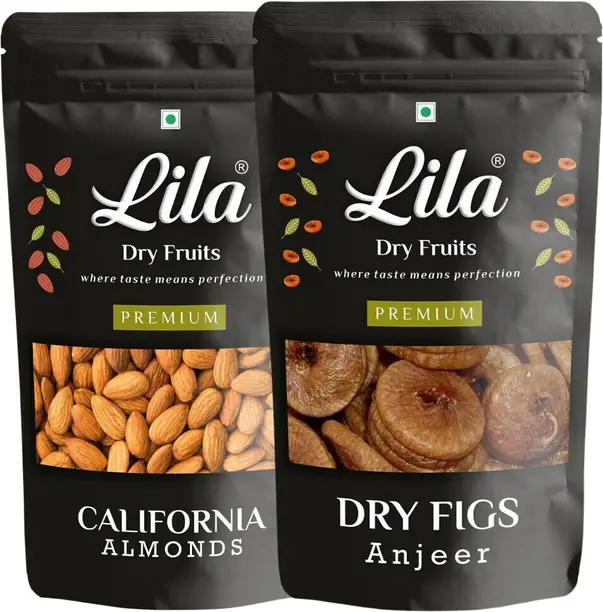 Lila®
Dry Fruits
where taste means perfection
PREMIUM
CALIFORNIA
ALMONDS
Lila®
Dry Fruits
where taste means perfection
PREMIUM
DRY FIGS
Anjeer